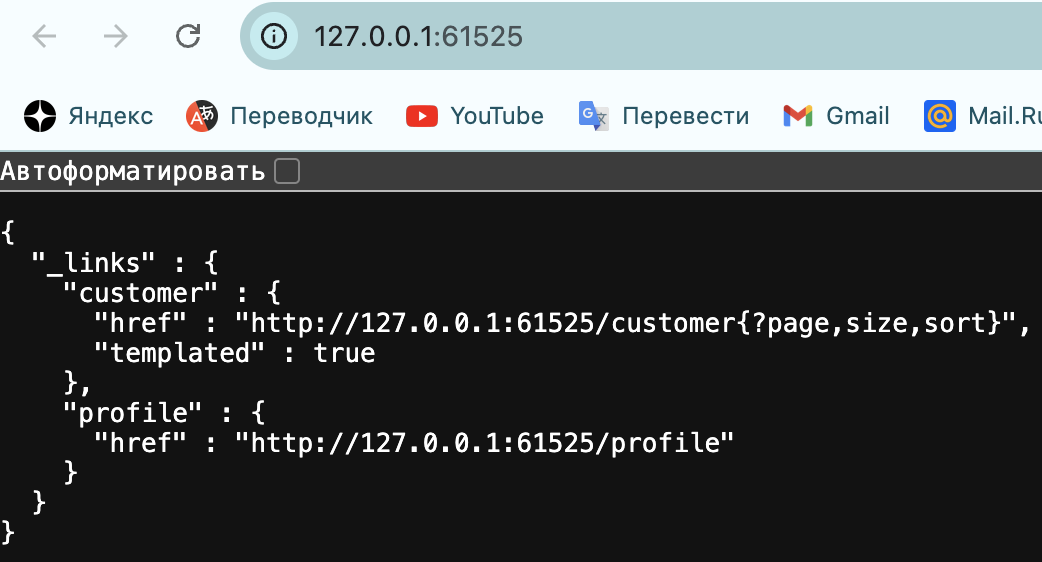 127.0.0.1:61525
Яндекс Переводчик YouTube Перевести Gmail Mail.Ru
Автоформатировать
{
  "_links" : {
    "customer" : {
      "href" : "http://127.0.0.1:61525/customer{?page,size,sort}",
      "templated" : true
    },
    "profile" : {
      "href" : "http://127.0.0.1:61525/profile"
    }
  }
}